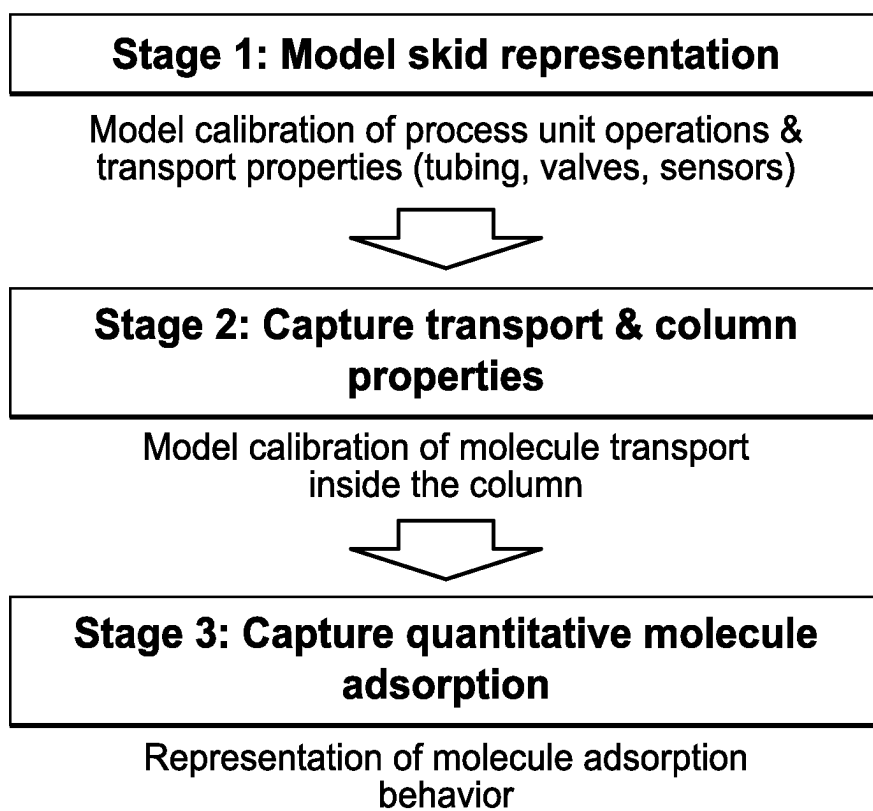 Stage 1: Model skid representation
Model calibration of process unit operations &
transport properties (tubing, valves, sensors)
Stage 2: Capture transport & column
properties
Model calibration of molecule transport
inside the column
Stage 3: Capture quantitative molecule
adsorption
Representation of molecule adsorption
behavior